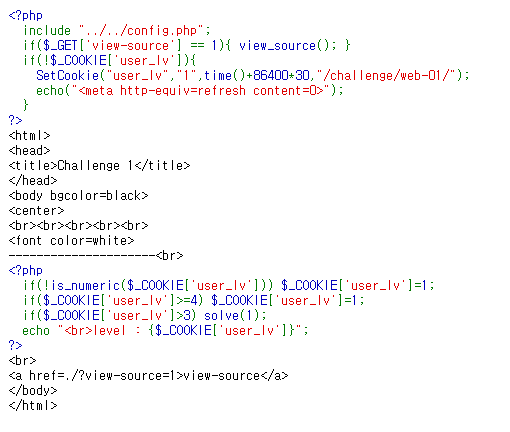 <?php
include "../../config.php";
if($_GET['view-source'] == 1){ view_source(); }
if(!$_COOKIE['user_lv']){
SetCookie("user_lv","1",time()+86400*30,"/challenge/web-01/");
echo("<meta http-equiv=refresh content=0>");
}
?>
<html>
<head>
<title>Challenge 1</title>
</head>
<body bgcolor=black>
<center>
<br><br><br><br><br>
<font color=white>
---------------------<br>
<?php
if(!is_numeric($_COOKIE['user_lv'])) $_COOKIE['user_lv']=1;
if($_COOKIE['user_lv']>=4) $_COOKIE['user_lv']=1;
if($_COOKIE['user_lv']>3) solve(1);
echo "<br>level : {$_COOKIE['user_lv']}";
?>
<br>
<a href=./?view-source=1>view-source</a>
</body>
</html>